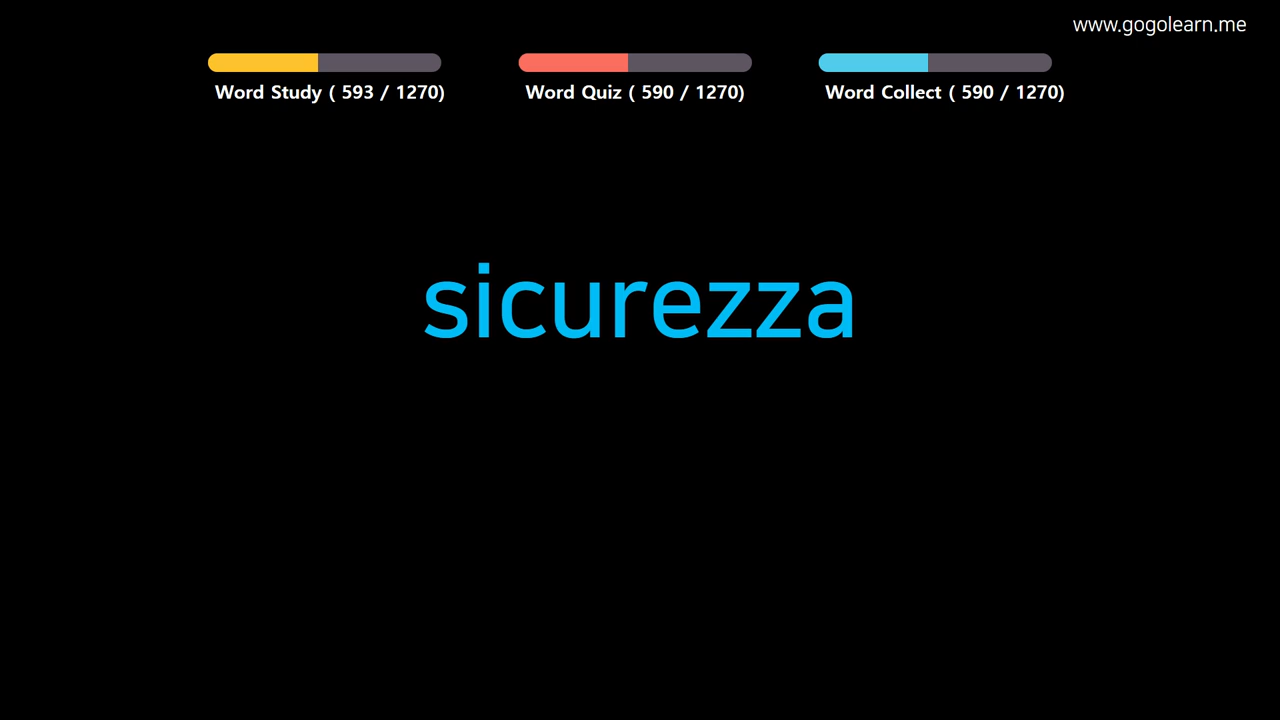 www.gogolearn.me
Word Study ( 593 / 1270)
Word Quiz ( 590 / 1270)
Word Collect ( 590 / 1270)
sicurezza